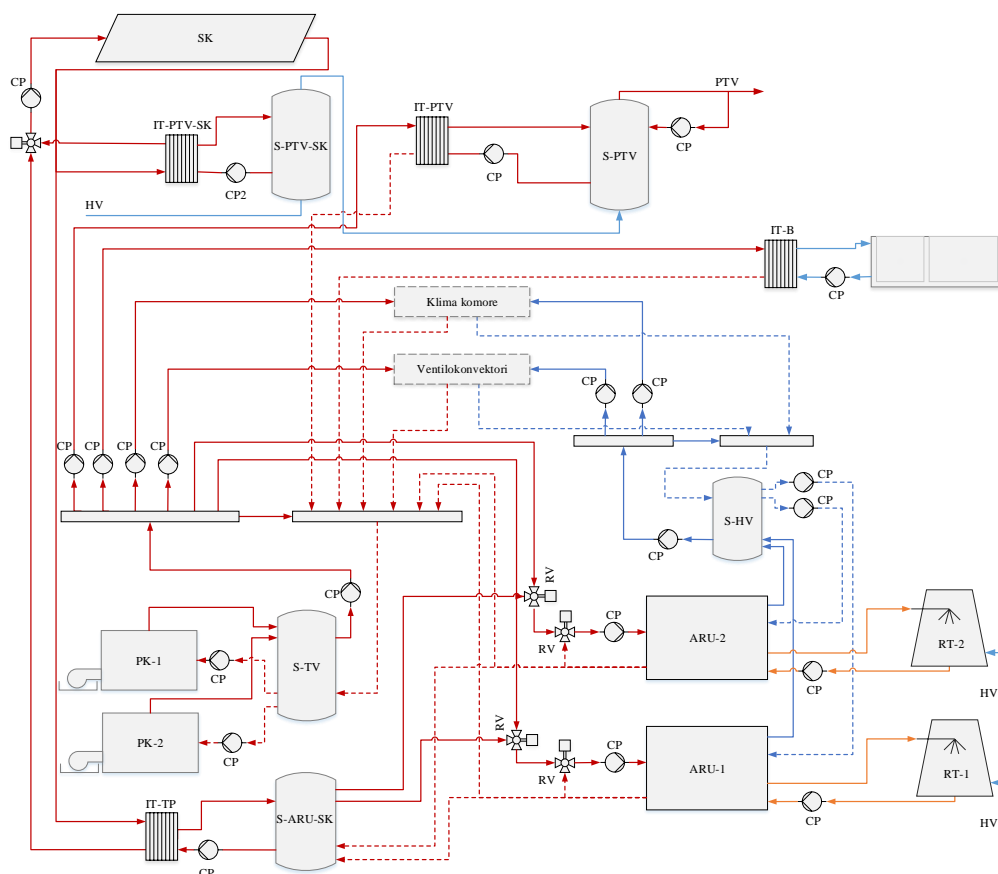 SK
CP
PTV
IT-PTV
IT-PTV-SK
S-PTV-SK
S-PTV
CP
CP
CP2
HV
IT-B
CP
Klima komore
Ventilokonvektori
CP
CP
CP
CP
CP
CP
CP
CP
S-HV
CP
CP
RV
CP
CP
ARU-2
RT-2
PK-1
S-TV
RV
CP
CP
HV
RV
PK-2
CP
CP
ARU-1
RT-1
RV
IT-TP
CP
S-ARU-SK
HV
CP